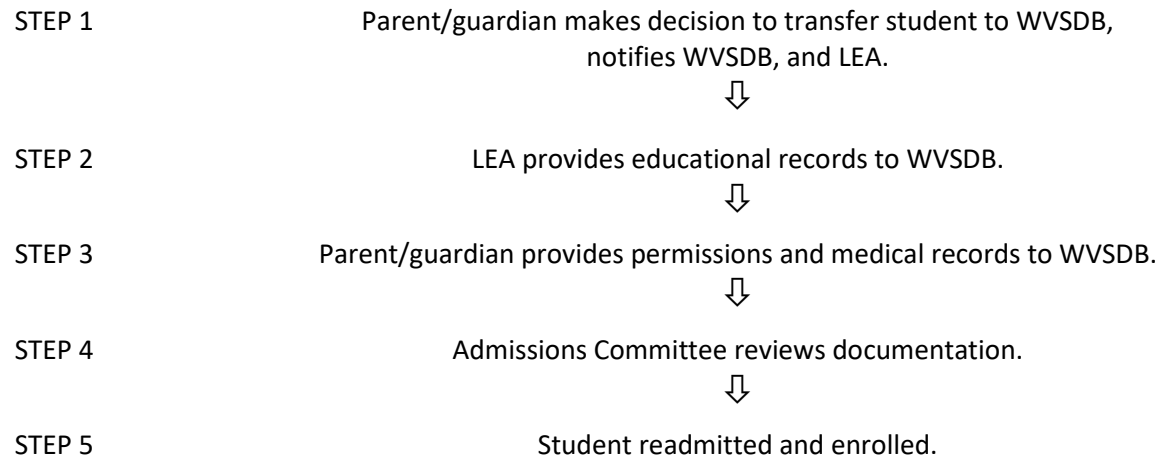 STEP 1 Parent/guardian makes decision to transfer student to WVSDB,
notifies WVSDB, and LEA.
⇩
STEP 2 LEA provides educational records to WVSDB.
⇩
STEP 3 Parent/guardian provides permissions and medical records to WVSDB.
⇩
STEP 4 Admissions Committee reviews documentation.
⇩
STEP 5 Student readmitted and enrolled.